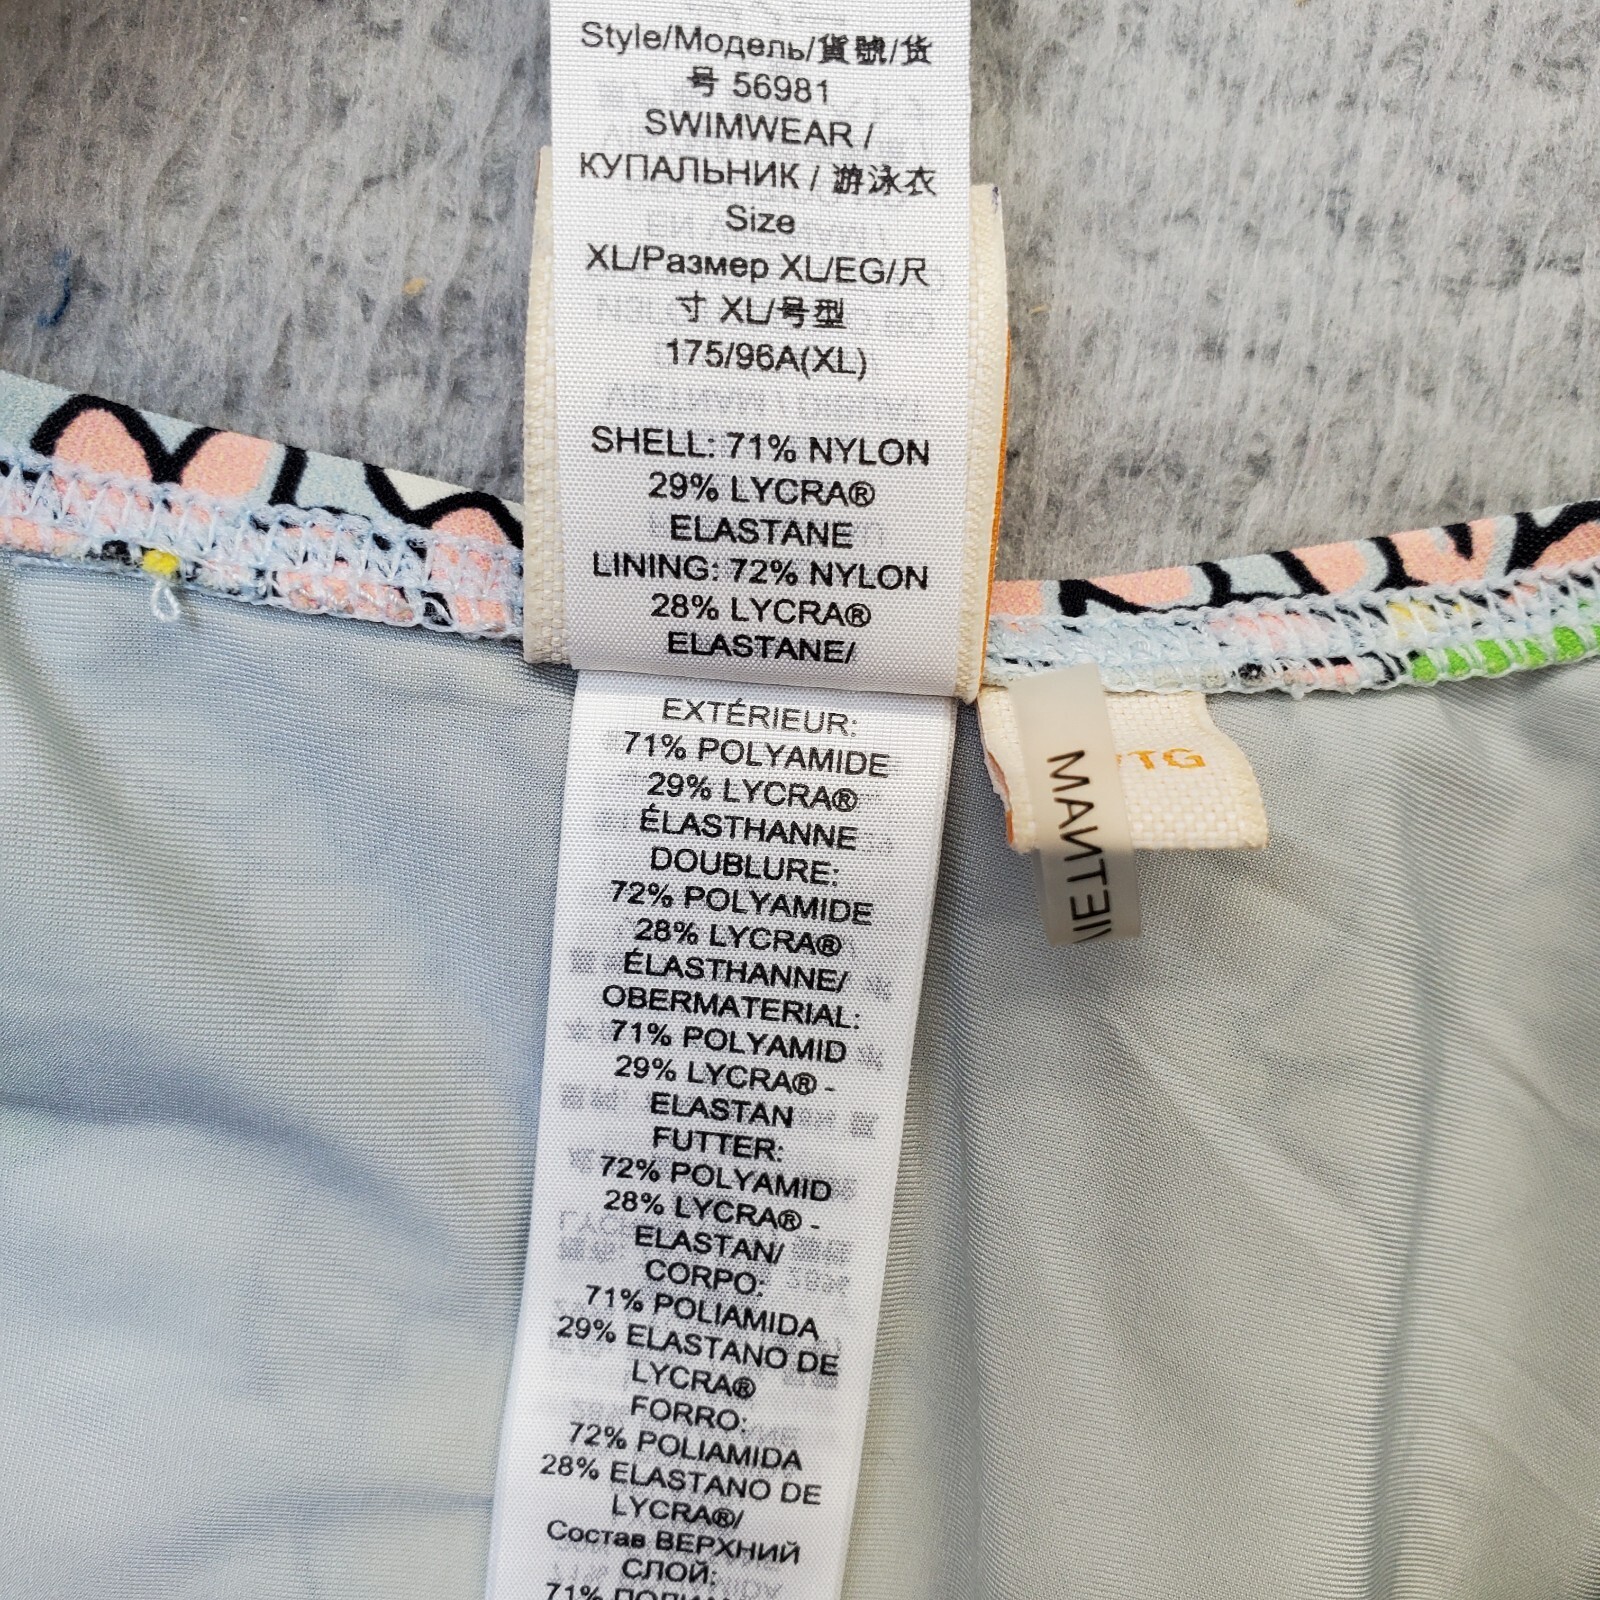 Style/Модель/貨號/货
号 56981
SWIMWEAR /
КУПАЛЬНИК / 游泳衣
Size
XL/Размер XL/EG/尺
寸 XL/号型
175/96A(XL)
SHELL: 71% NYLON
29% LYCRA®
ELASTANE
LINING: 72% NYLON
28% LYCRA®
ELASTANE/
EXTÉRIEUR:
71% POLYAMIDE
29% LYCRA®
ÉLASTHANNE
DOUBLURE:
72% POLYAMIDE
28% LYCRA®
ÉLASTHANNE/
OBERMATERIAL:
71% POLYAMID
29% LYCRA® -
ELASTAN
FUTTER:
72% POLYAMID
28% LYCRA® -
ELASTAN/
CORPO:
71% POLIAMIDA
29% ELASTANO DE
LYCRA®
FORRO:
72% POLIAMIDA
28% ELASTANO DE
LYCRA®/
Состав ВЕРХНИЙ
СЛОЙ:
71%